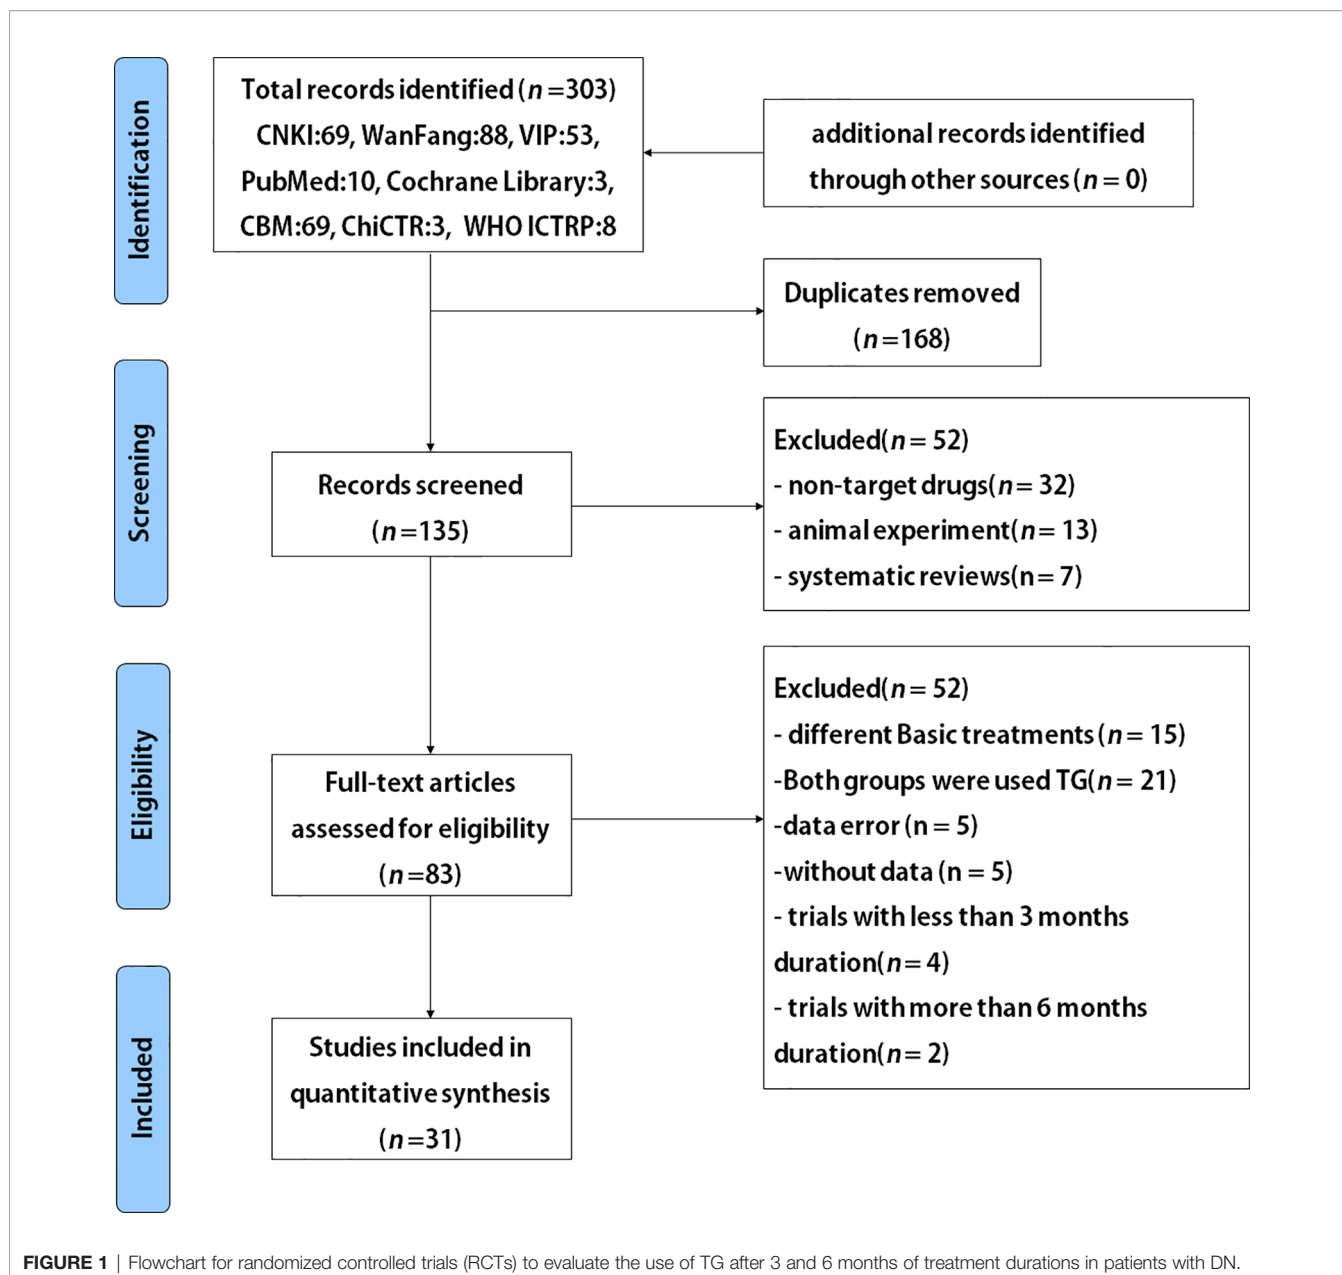 Identification
Total records identified (n =303)
CNKI:69, WanFang:88, VIP:53,
PubMed:10, Cochrane Library:3,
CBM:69, ChiCTR:3, WHO ICTRP:8
additional records identified
through other sources (n = 0)
Duplicates removed
(n=168)
Screening
Records screened
(n=135)
Excluded(n= 52)
- non-target drugs(n= 32)
- animal experiment(n= 13)
- systematic reviews(n= 7)
Eligibility
Full-text articles
assessed for eligibility
(n=83)
Excluded(n= 52)
- different Basic treatments (n= 15)
-Both groups were used TG(n= 21)
-data error (n= 5)
-without data (n = 5)
- trials with less than 3 months
duration(n= 4)
- trials with more than 6 months
duration(n= 2)
Included
Studies included in
quantitative synthesis
(n=31)
FIGURE 1 | Flowchart for randomized controlled trials (RCTs) to evaluate the use of TG after 3 and 6 months of treatment durations in patients with DN.